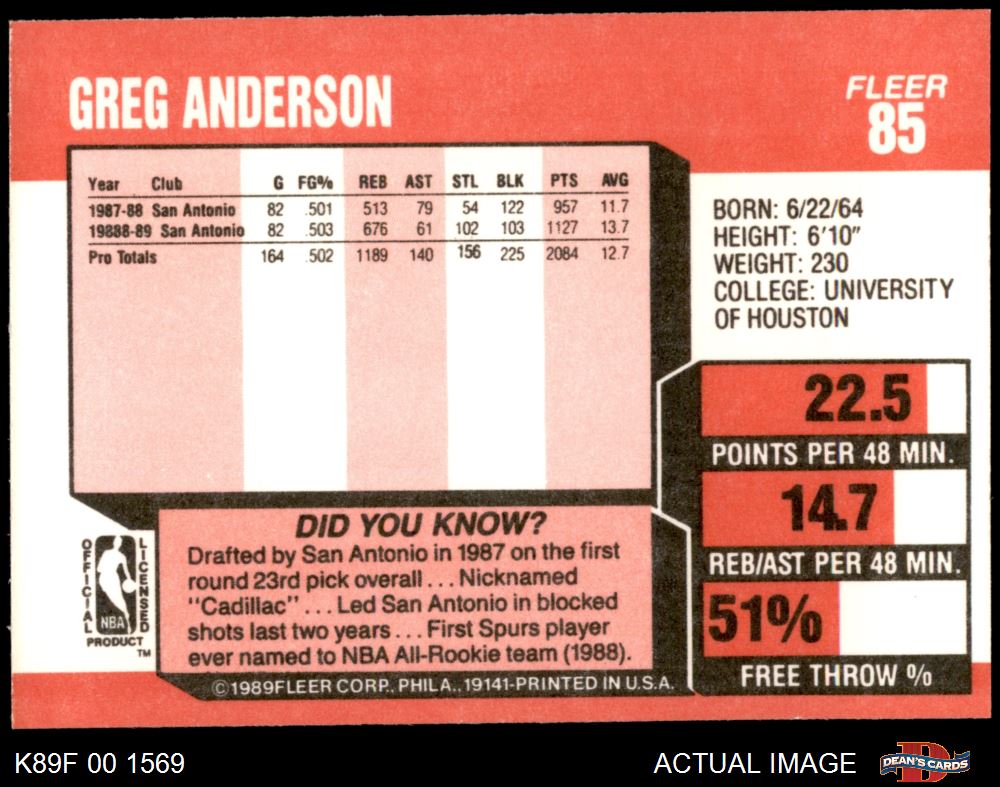 GREG ANDERSON
FLEER
85
Year Club G FG% REB AST STL BLK PTS AVG
1987-88 San Antonio 82 .501 513 79 54 122 957 11.7
19888-89 San Antonio 82 .503 676 61 102 103 1127 13.7
Pro Totals 164 .502 1189 140 156 225 2084 12.7
BORN: 6/22/64
HEIGHT: 6'10"
WEIGHT: 230
COLLEGE: UNIVERSITY
OF HOUSTON
22.5
POINTS PER 48 MIN.
14.7
REB/AST PER 48 MIN.
51%
FREE THROW %
OFFICIAL
LICENSED
NBA
PRODUCT
TM
DID YOU KNOW?
Drafted by San Antonio in 1987 on the first
round 23rd pick overall . . . Nicknamed
"Cadillac" . . . Led San Antonio in blocked
shots last two years . . . First Spurs player
ever named to NBA All-Rookie team (1988).
©1989FLEER CORP., PHILA., 19141-PRINTED IN U.S.A.
K89F 00 1569
ACTUAL IMAGE
D
DEAN'S CARDS